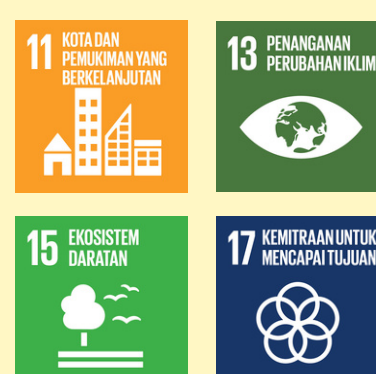 11 KOTA DAN
PEMUKIMAN YANG
BERKELANJUTAN
13 PENANGANAN
PERUBAHAN IKLIM
15 EKOSISTEM
DARATAN
17 KEMITRAAN UNTUK
MENCAPAI TUJUAN